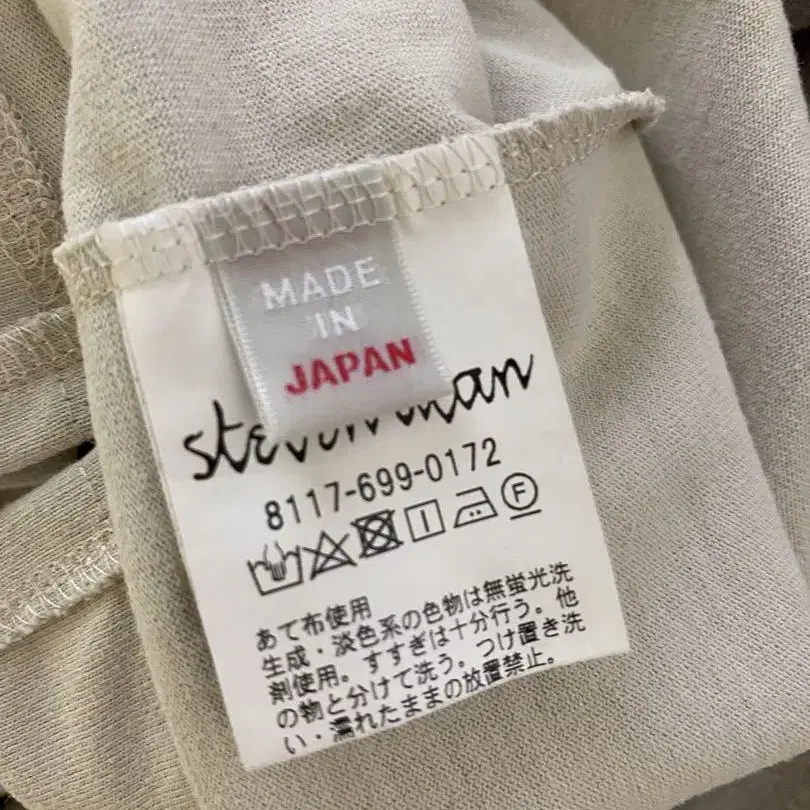 MADE
IN
JAPAN
8117-699-0172
F
あて布使用
生成・淡色系の色物は無蛍光洗
剤使用。すすぎは十分行う。他
の物と分けて洗う。つけ置き洗
い・濡れたままの放置禁止。